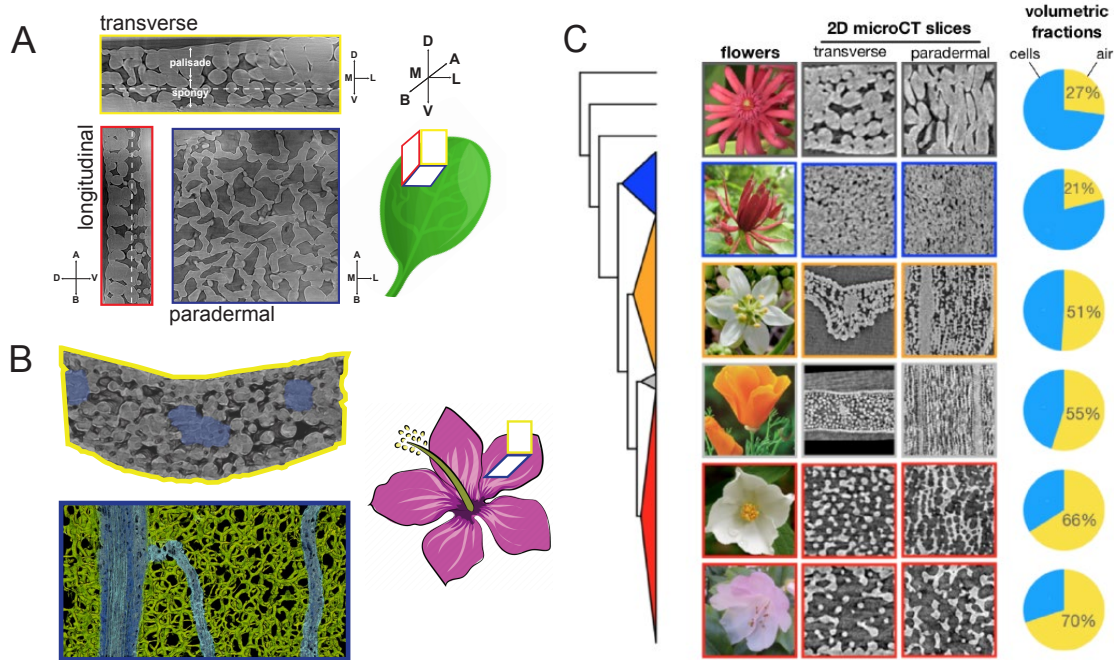 A
transverse
palisade
spongy
D
M
L
V
D
A
M
L
B
V
longitudinal
A
D
V
B
A
M
L
B
paradermal
B
C
flowers
2D microCT slices
transverse
paradermal
volumetric
fractions
cells
air
27%
21%
51%
55%
66%
70%